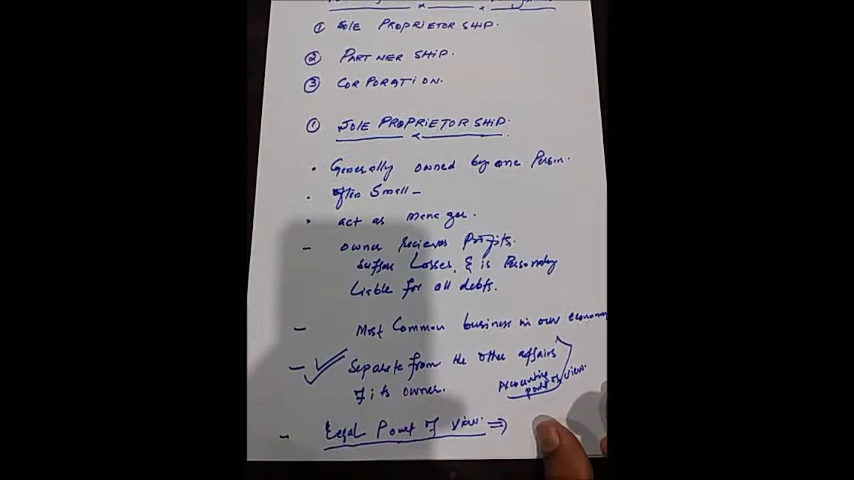 ① SOLE PROPRIETOR SHIP.
② PARTNER SHIP.
③ CORPORATION.
① SOLE PROPRIETOR SHIP.
• Generally owned by one Person.
• often Small -
• act as manager.
- owner Recieves Profits.
suffers Losses, & is Personaly
Liable for all debts.
- Most Common business in our economy
- Separate from the other affairs
of its owner.
Accounting
point of view.
- Legal Point of view. ⇒